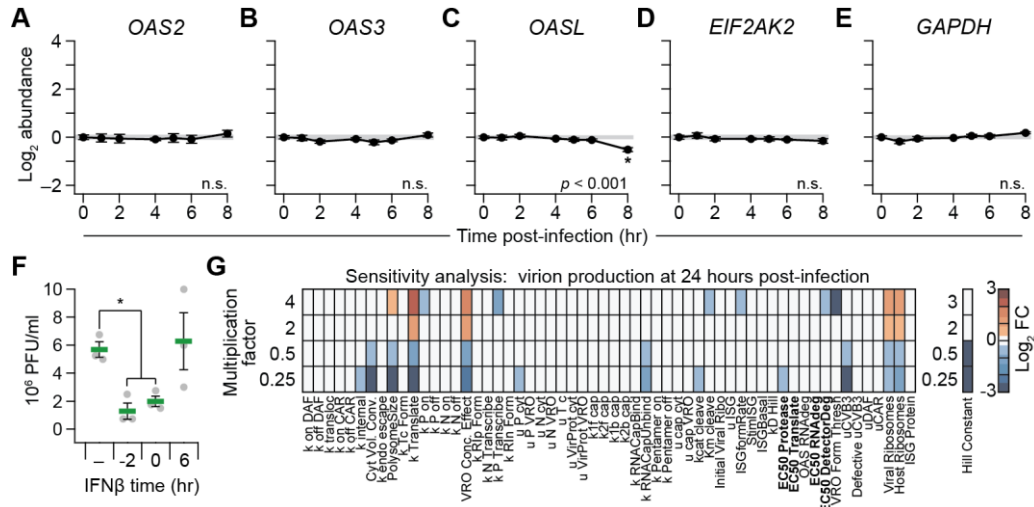 A
OAS2
B
OAS3
C
OASL
D
EIF2AK2
E
GAPDH
Log2 abundance
4
2
0
−2
n.s.
n.s.
p < 0.001
*
n.s.
n.s.
0 2 4 6 8
0 2 4 6 8
0 2 4 6 8
0 2 4 6 8
0 2 4 6 8
Time post-infection (hr)
F
10⁶ PFU/ml
10
8
6
4
2
0
*
– -2 0 6
IFNβ time (hr)
G
Sensitivity analysis: virion production at 24 hours post-infection
Multiplication factor
4
2
0.5
0.25
k on DAF
k off DAF
k transloc
k on CAR
k off CAR
k internal
k endo escape
Cyt Vol. Conv.
Polysome size
k T1c Form
k Translate
k P on
k P off
k N on
k N off
k Rib Form
VRO Conc. Effect
k N Transcribe
k P Transcribe
k RIn Form
u P cyt
u P VRO
u N cyt
u N VRO
u T c
u VirProt cyt
u VirProt VRO
k1f cap
k2f cap
k1b cap
k2b cap
k RNACapBind
k RNACapUnbind
k Pentamer on
k Pentamer off
u cap cyt
u cap VRO
kcat cleave
Km cleave
Initial Viral Ribo
u ISG
ISGformRate
StimISG
ISGBasal
kD Hill
EC50 Protease
EC50 Translate
OAS RNAdeg
EC50 RNAdeg
EC50 DetectorDeg
VRO Form Thresh
uCVB3
Defective uCVB3
uDAF
uCAR
Viral Ribosomes
Host Ribosomes
ISG Protein
3
1
0.5
0.25
Hill Constant
3
2
1
0
-1
-2
-3
Log2 FC